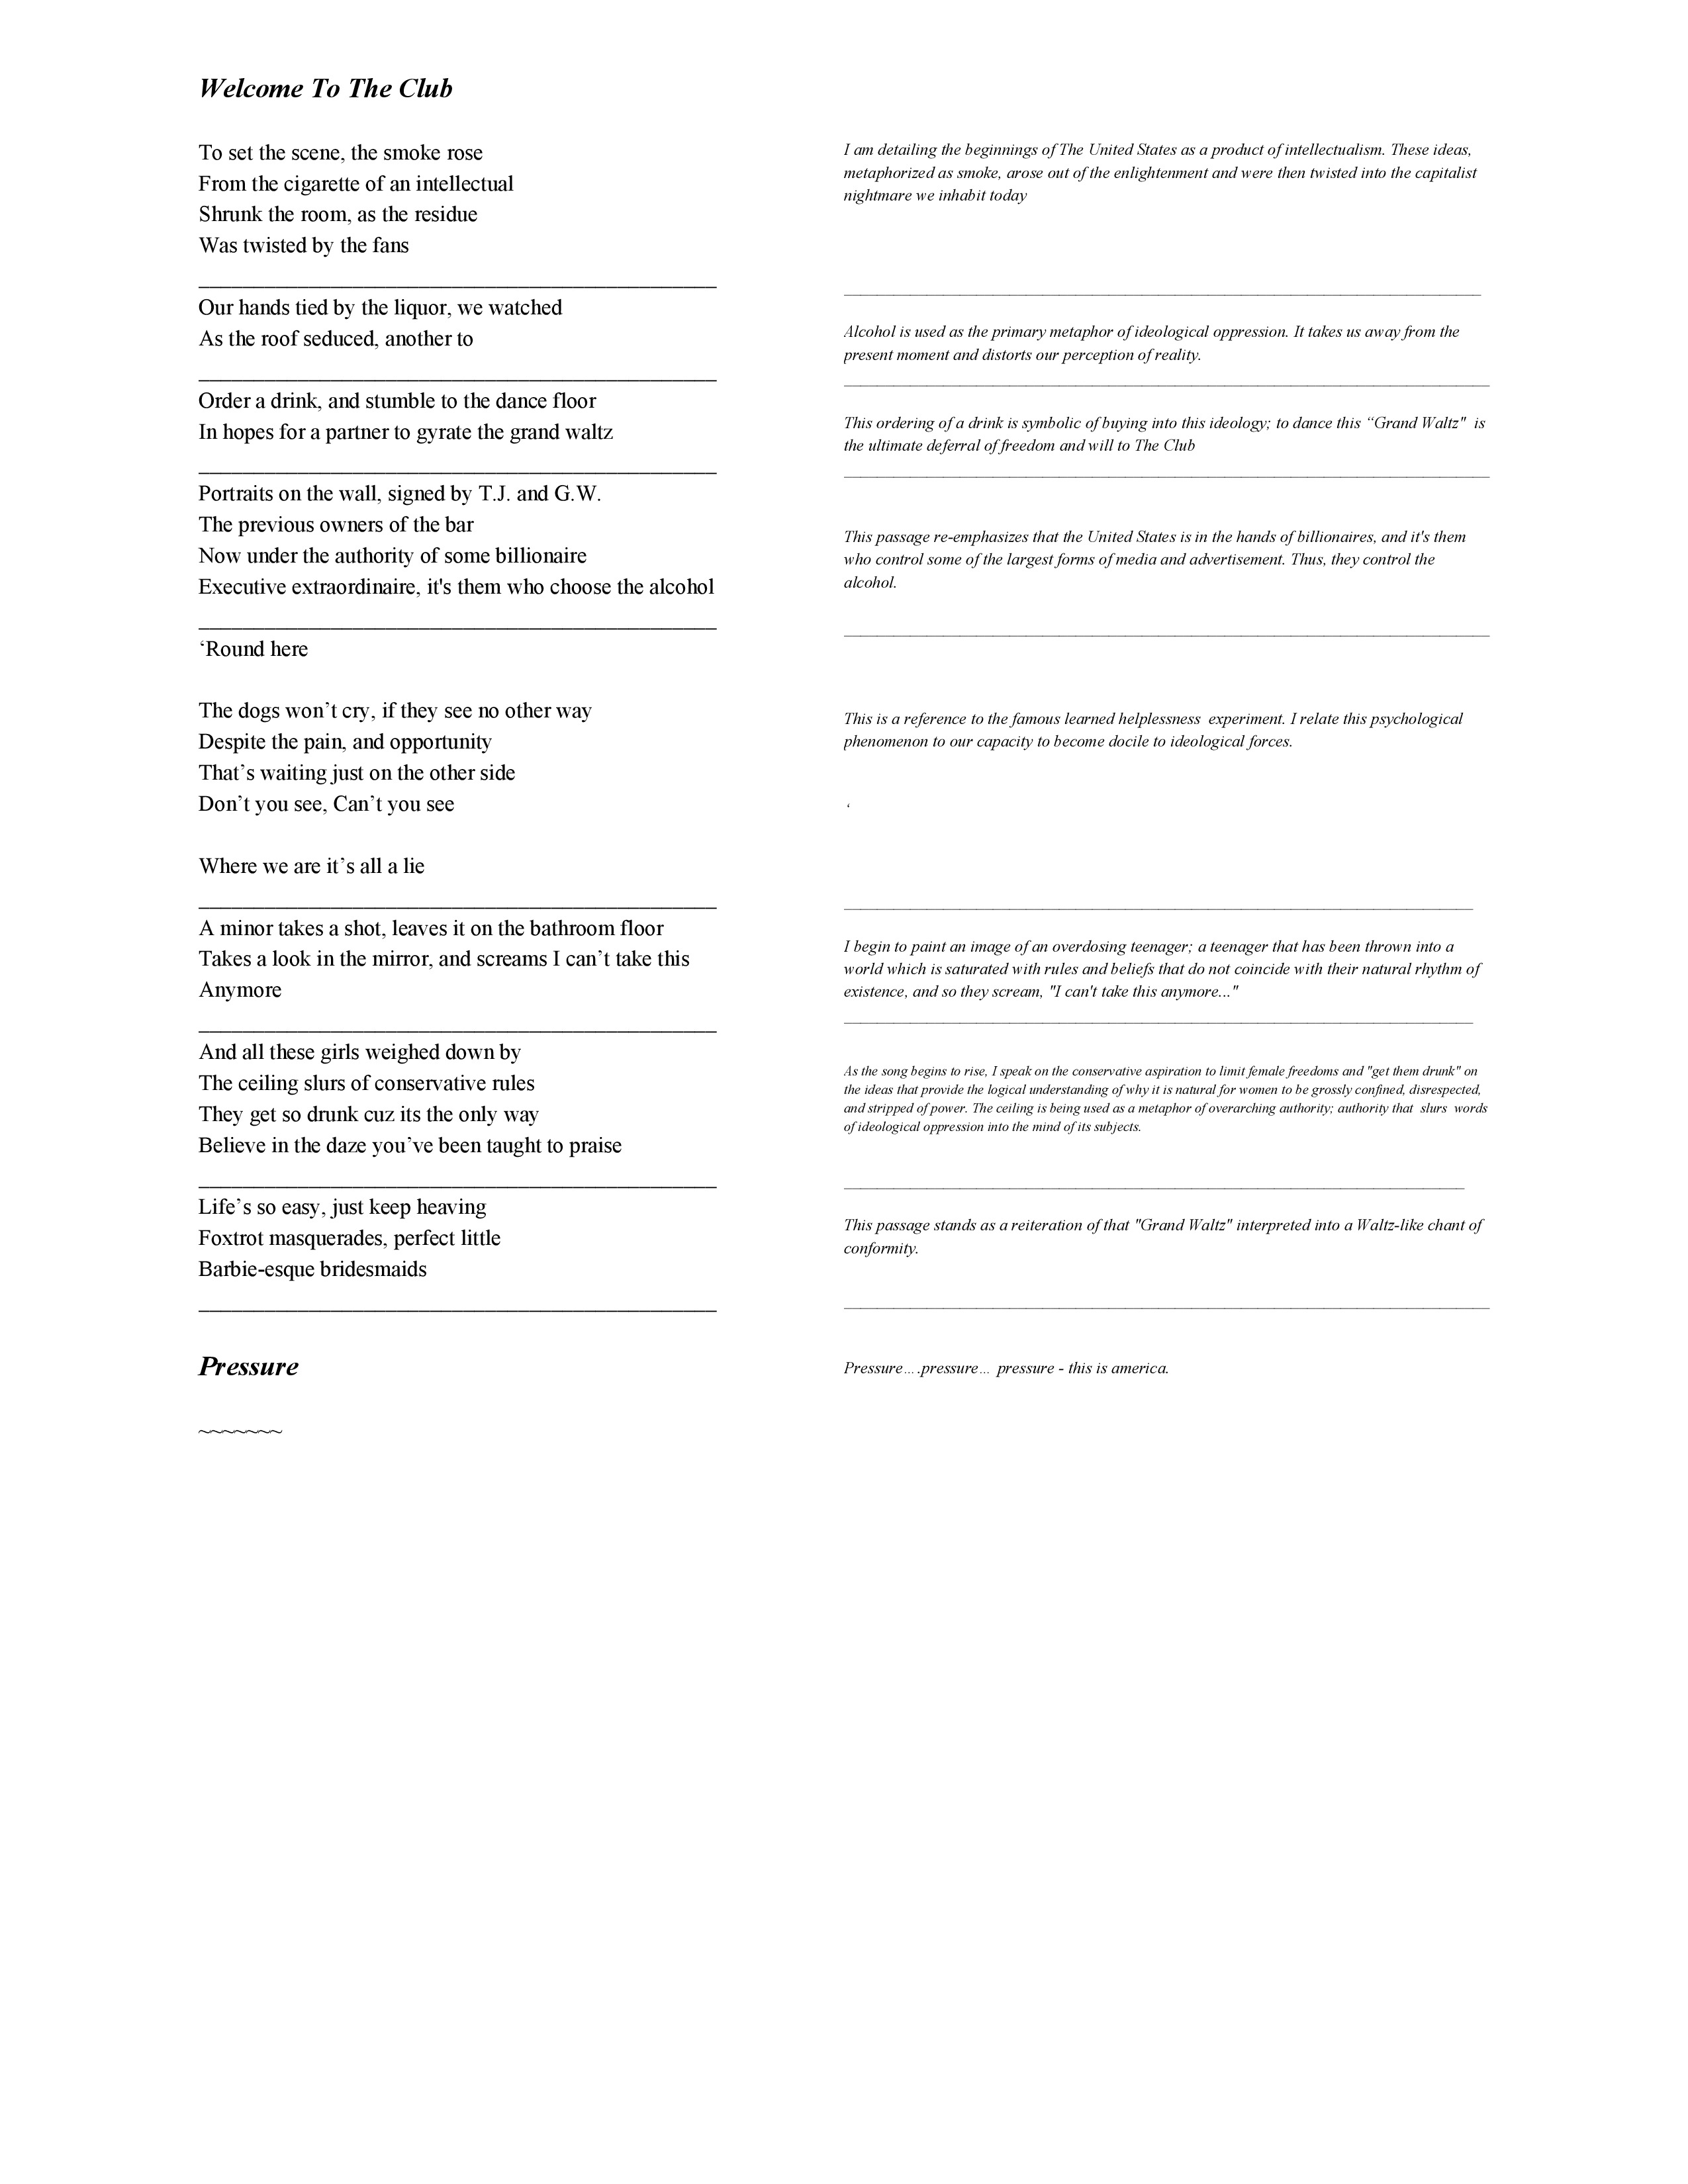 Welcome To The Club
To set the scene, the smoke rose
From the cigarette of an intellectual
Shrunk the room, as the residue
Was twisted by the fans
I am detailing the beginnings of The United States as a product of intellectualism. These ideas,
metaphorized as smoke, arose out of the enlightenment and were then twisted into the capitalist
nightmare we inhabit today
Our hands tied by the liquor, we watched
As the roof seduced, another to
Alcohol is used as the primary metaphor of ideological oppression. It takes us away from the
present moment and distorts our perception of reality.
Order a drink, and stumble to the dance floor
In hopes for a partner to gyrate the grand waltz
This ordering of a drink is symbolic of buying into this ideology; to dance this “Grand Waltz"  is
the ultimate deferral of freedom and will to The Club
Portraits on the wall, signed by T.J. and G.W.
The previous owners of the bar
Now under the authority of some billionaire
Executive extraordinaire, it's them who choose the alcohol
This passage re-emphasizes that the United States is in the hands of billionaires, and it's them
who control some of the largest forms of media and advertisement. Thus, they control the
alcohol.
‘Round here
The dogs won’t cry, if they see no other way
Despite the pain, and opportunity
That’s waiting just on the other side
Don’t you see, Can’t you see
Where we are it’s all a lie
This is a reference to the famous learned helplessness  experiment. I relate this psychological
phenomenon to our capacity to become docile to ideological forces.
‘
A minor takes a shot, leaves it on the bathroom floor
Takes a look in the mirror, and screams I can’t take this
Anymore
I begin to paint an image of an overdosing teenager; a teenager that has been thrown into a
world which is saturated with rules and beliefs that do not coincide with their natural rhythm of
existence, and so they scream, "I can't take this anymore..."
And all these girls weighed down by
The ceiling slurs of conservative rules
They get so drunk cuz its the only way
Believe in the daze you’ve been taught to praise
As the song begins to rise, I speak on the conservative aspiration to limit female freedoms and "get them drunk" on
the ideas that provide the logical understanding of why it is natural for women to be grossly confined, disrespected,
and stripped of power. The ceiling is being used as a metaphor of overarching authority; authority that  slurs  words
of ideological oppression into the mind of its subjects.
Life’s so easy, just keep heaving
Foxtrot masquerades, perfect little
Barbie-esque bridesmaids
This passage stands as a reiteration of that "Grand Waltz" interpreted into a Waltz-like chant of
conformity.
Pressure
Pressure….pressure… pressure - this is america.
~~~~~~~